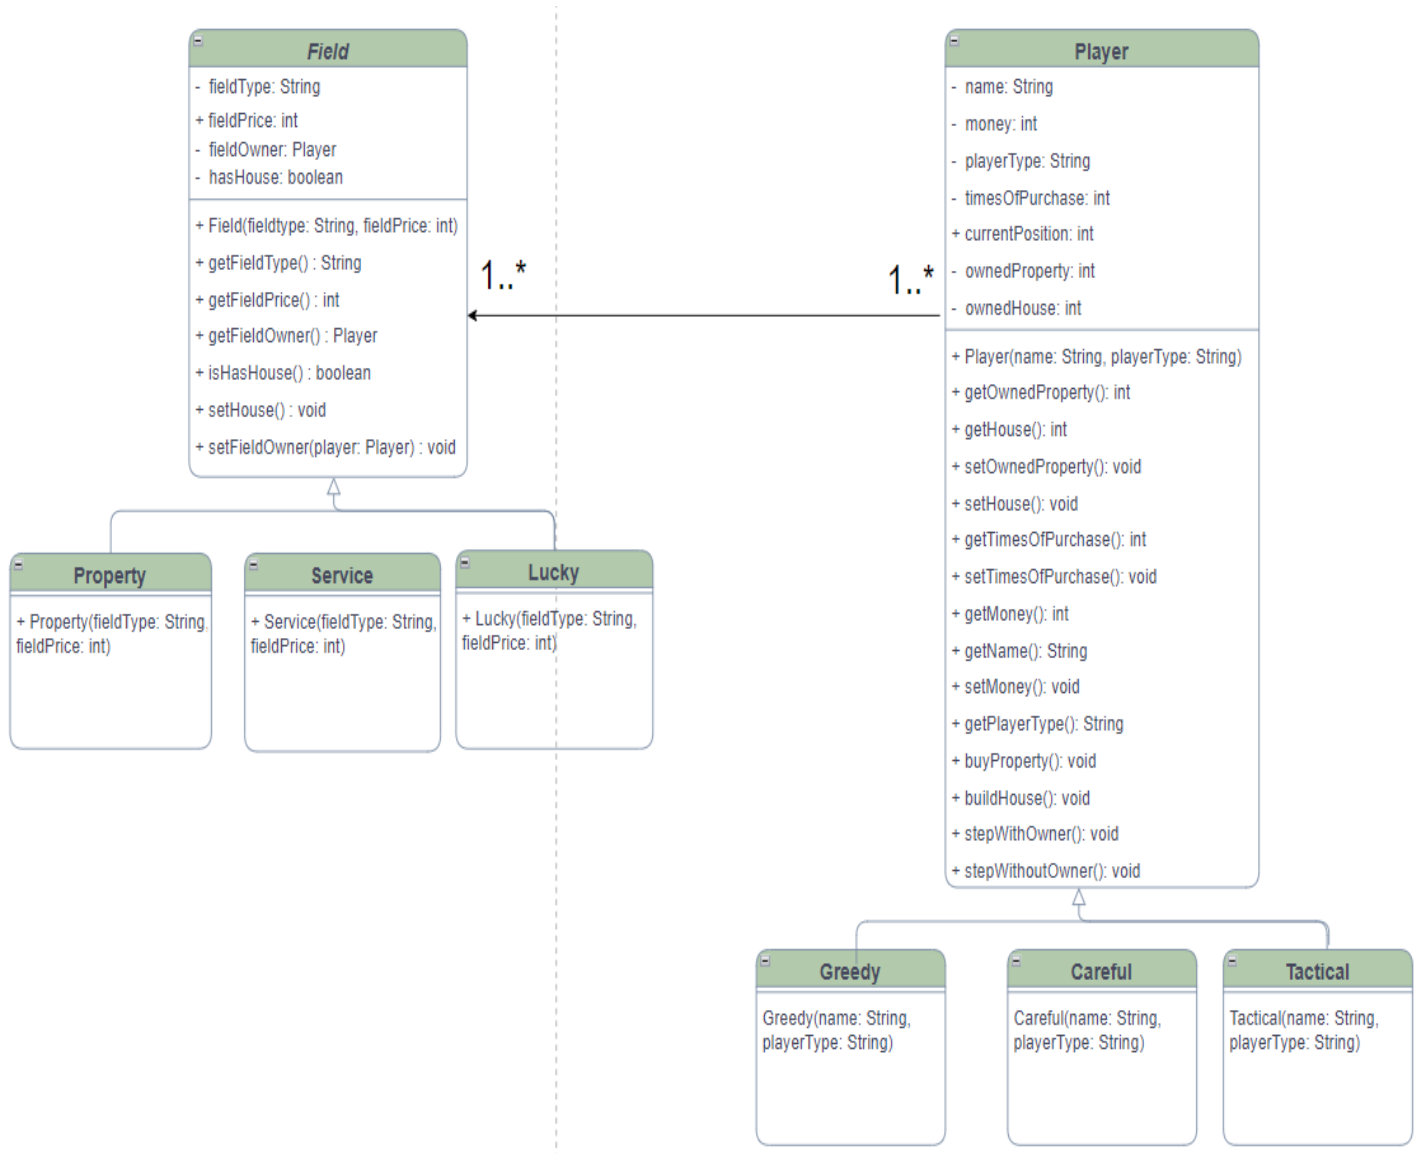 Field
- fieldType: String
+ fieldPrice: int
- fieldOwner: Player
- hasHouse: boolean
+ Field(fieldtype: String, fieldPrice: int)
+ getFieldType() : String
+ getFieldPrice() : int
+ getFieldOwner() : Player
+ isHasHouse() : boolean
+ setHouse() : void
+ setFieldOwner(player: Player) : void
1..*
1..*
Player
- name: String
- money: int
- playerType: String
- timesOfPurchase: int
+ currentPosition: int
- ownedProperty: int
- ownedHouse: int
+ Player(name: String, playerType: String)
+ getOwnedProperty(): int
+ getHouse(): int
+ setOwnedProperty(): void
+ setHouse(): void
+ getTimesOfPurchase(): int
+ setTimesOfPurchase(): void
+ getMoney(): int
+ getName(): String
+ setMoney(): void
+ getPlayerType(): String
+ buyProperty(): void
+ buildHouse(): void
+ stepWithOwner(): void
+ stepWithoutOwner(): void
Property
+ Property(fieldType: String,
fieldPrice: int)
Service
+ Service(fieldType: String,
fieldPrice: int)
Lucky
+ Lucky(fieldType: String,
fieldPrice: int)
Greedy
Greedy(name: String,
playerType: String)
Careful
Careful(name: String,
playerType: String)
Tactical
Tactical(name: String,
playerType: String)